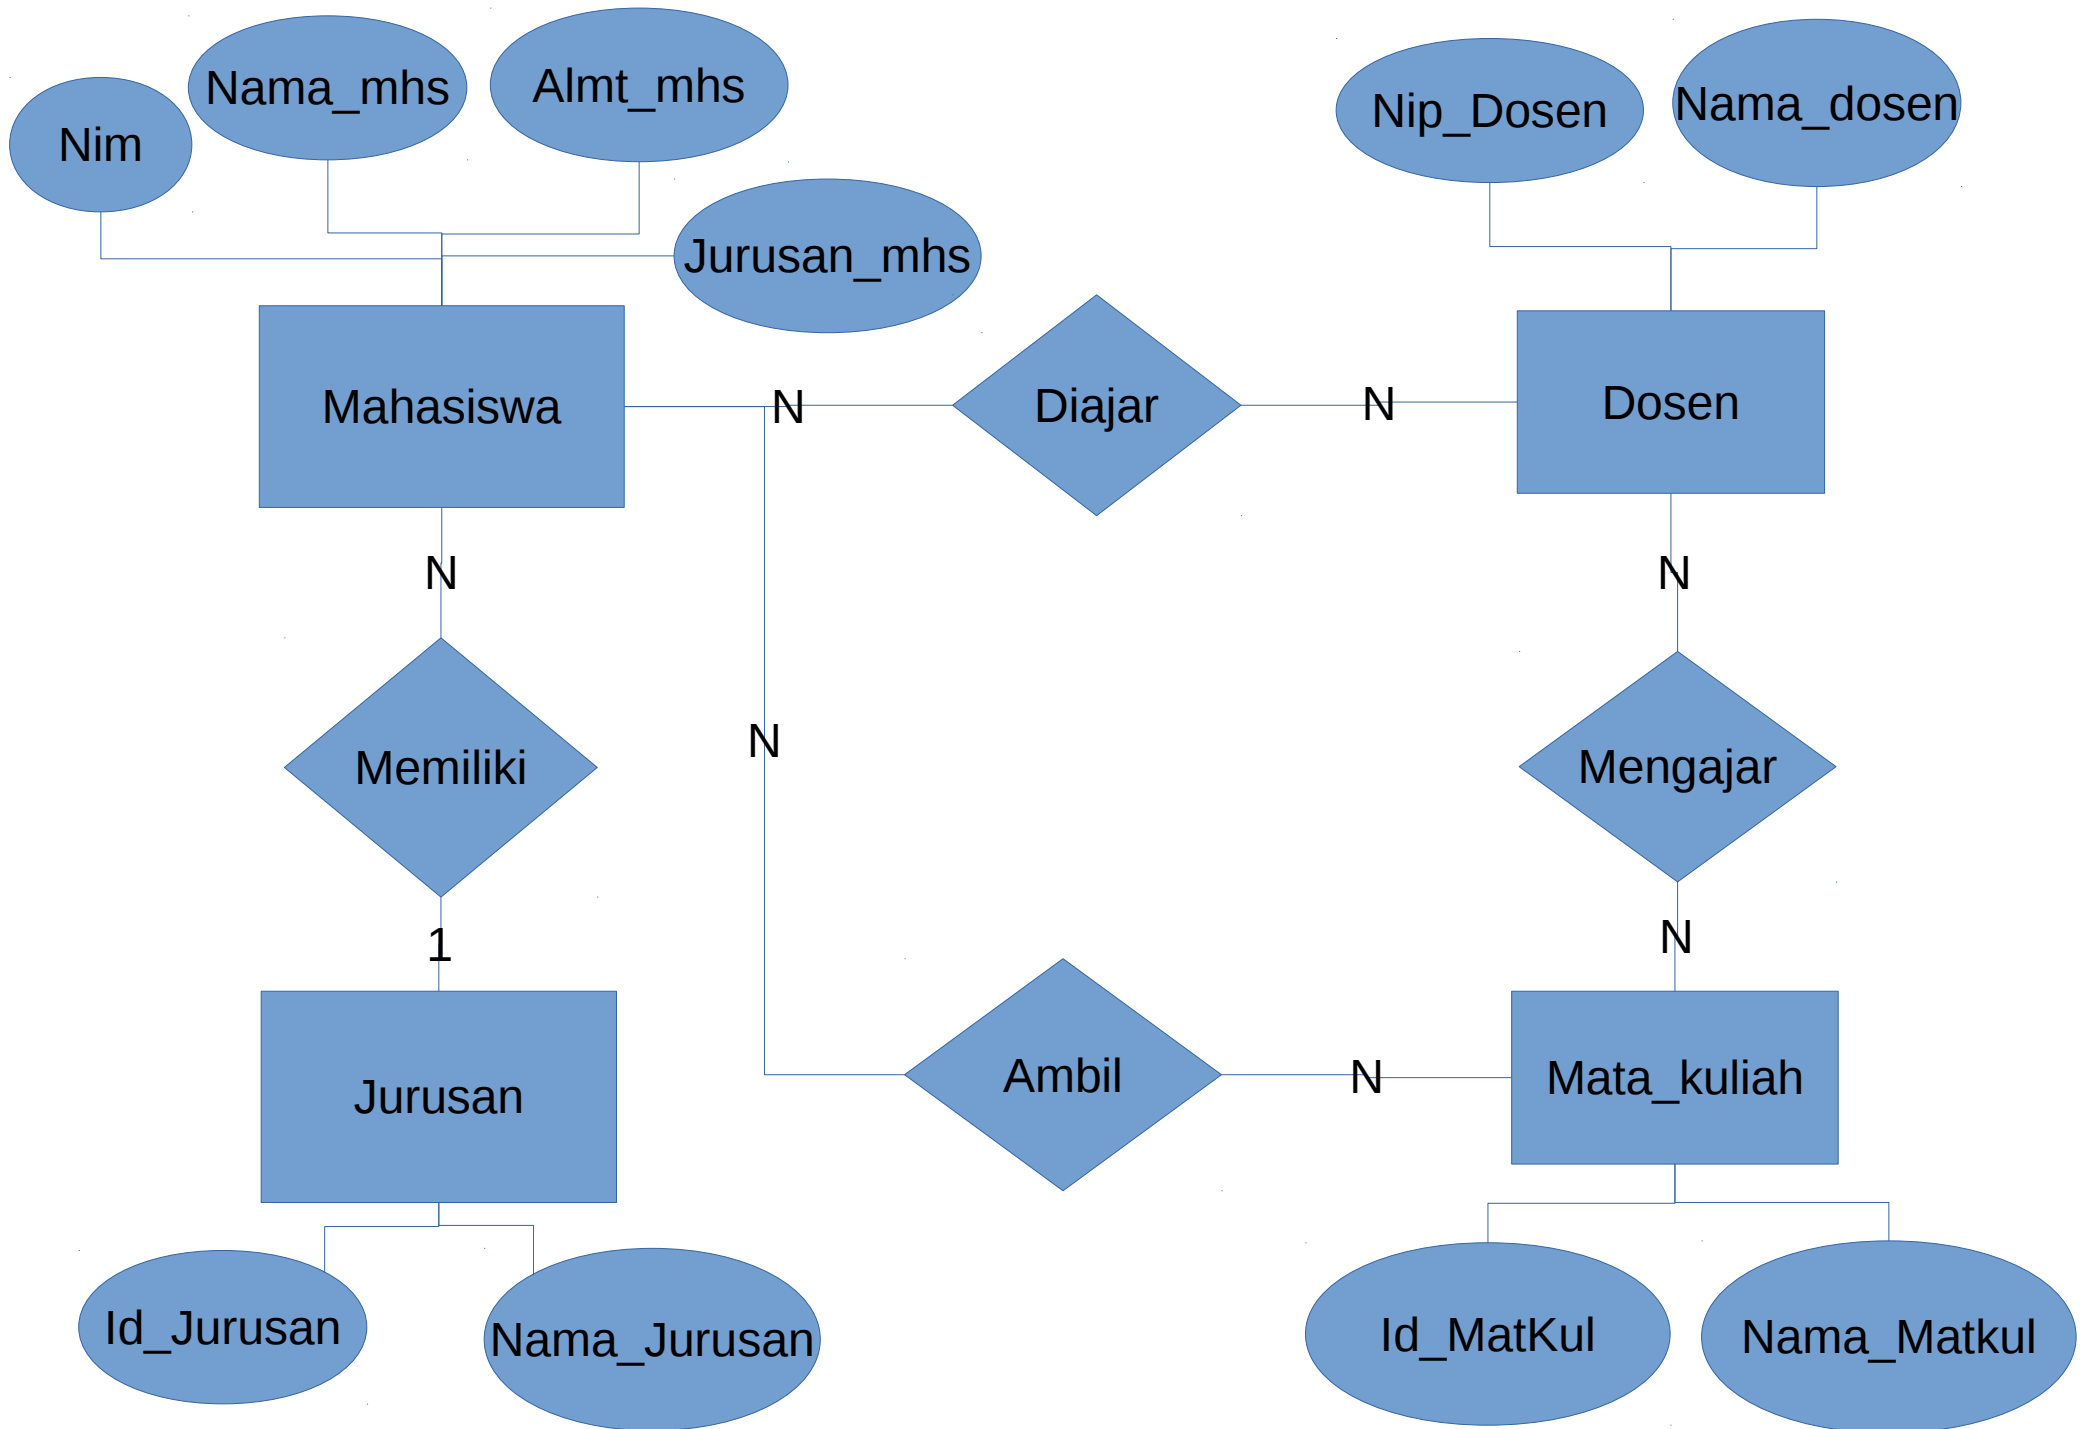 Nim
Nama_mhs
Almt_mhs
Jurusan_mhs
Nip_Dosen
Nama_dosen
Mahasiswa
N
Diajar
N
Dosen
N
N
N
Memiliki
Mengajar
1
N
Jurusan
Ambil
N
Mata_kuliah
Id_Jurusan
Nama_Jurusan
Id_MatKul
Nama_Matkul